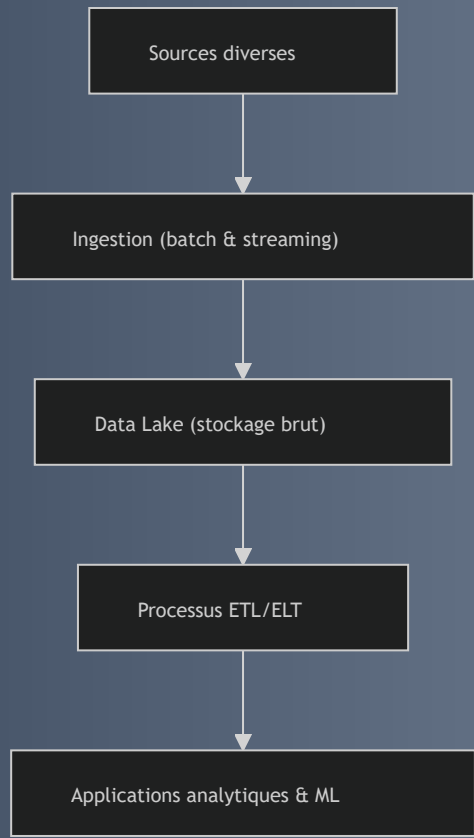 Sources diverses
Ingestion (batch & streaming)
Data Lake (stockage brut)
Processus ETL/ELT
Applications analytiques & ML